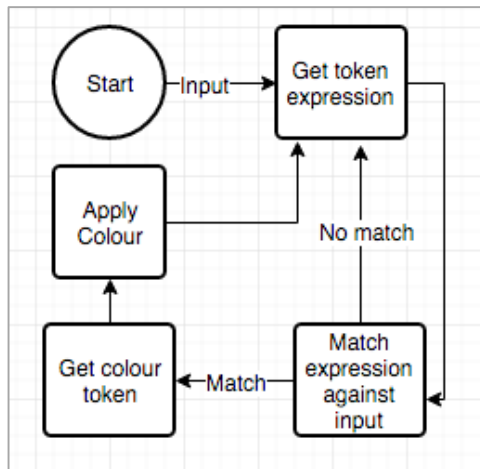 Start
Input
Get token
expression
Apply
Colour
No match
Get colour
token
Match
Match
expression
against
input